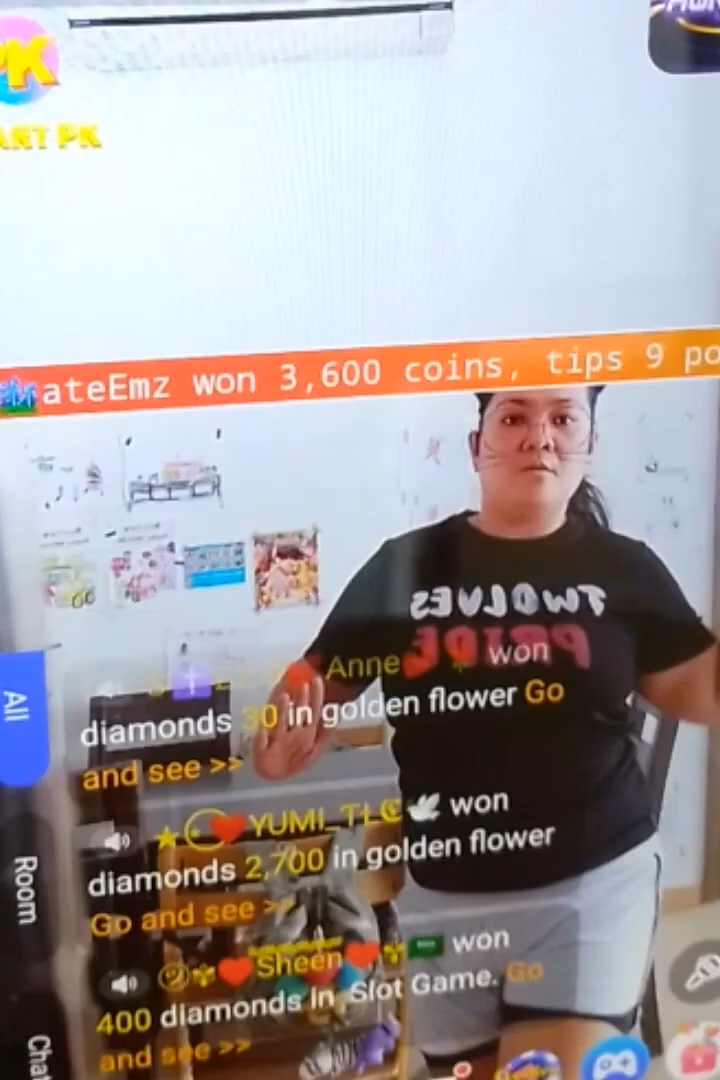 PK
ART PK
ateEmz won 3,600 coins, tips 9 po
TWOLVES
PRIDE
Anne won
diamonds 30 in golden flower Go
and see >>
YUMI_TL won
diamonds 2,700 in golden flower
Go and see >>
Sheen won
400 diamonds in Slot Game. Go
and see >>
All
Room
Chat